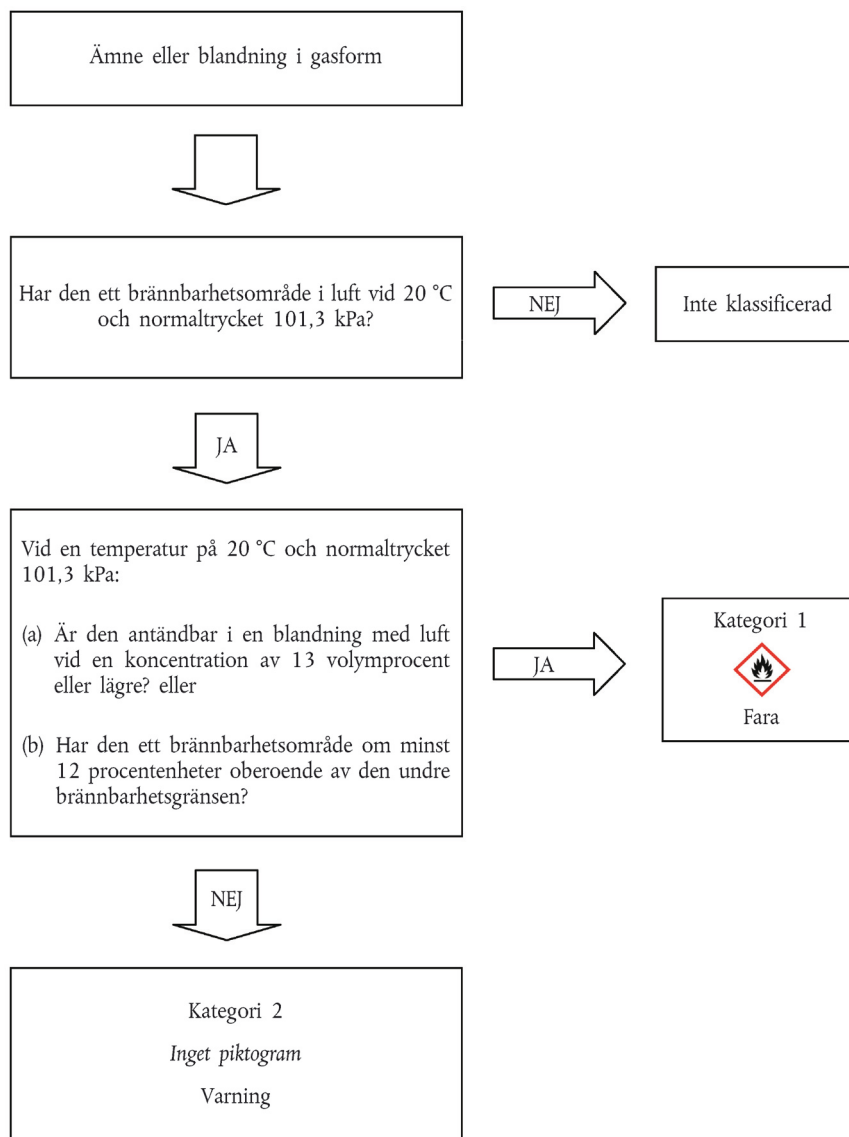 Ämne eller blandning i gasform
Har den ett brännbarhetsområde i luft vid 20 °C
och normaltrycket 101,3 kPa?
NEJ
Inte klassificerad
JA
Vid en temperatur på 20 °C och normaltrycket
101,3 kPa:
(a) Är den antändbar i en blandning med luft
vid en koncentration av 13 volymprocent
eller lägre? eller
(b) Har den ett brännbarhetsområde om minst
12 procentenheter oberoende av den undre
brännbarhetsgränsen?
JA
Kategori 1
Fara
NEJ
Kategori 2
Inget piktogram
Varning